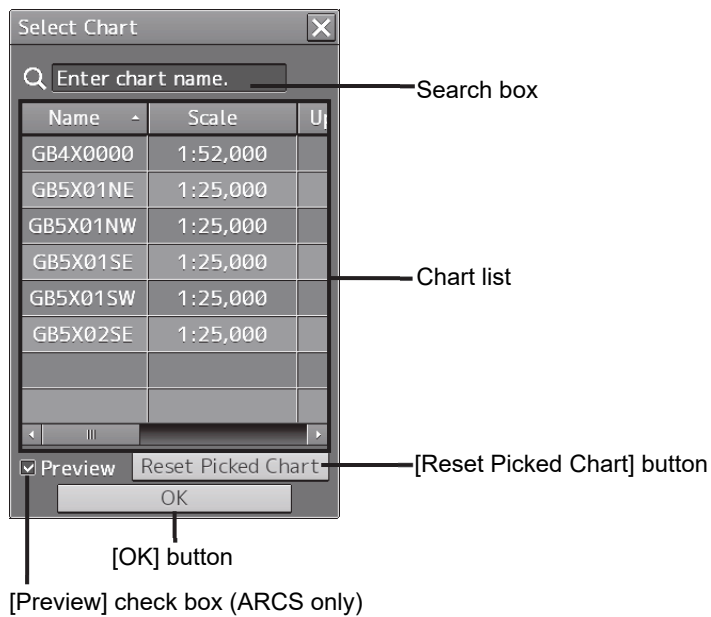 Select Chart
Enter chart name.
Search box
Name Scale Up
GB4X0000 1:52,000
GB5X01NE 1:25,000
GB5X01NW 1:25,000
GB5X01SE 1:25,000
Chart list
GB5X01SW 1:25,000
GB5X02SE 1:25,000
Preview Reset Picked Chart
[Reset Picked Chart] button
OK
[OK] button
[Preview] check box (ARCS only)